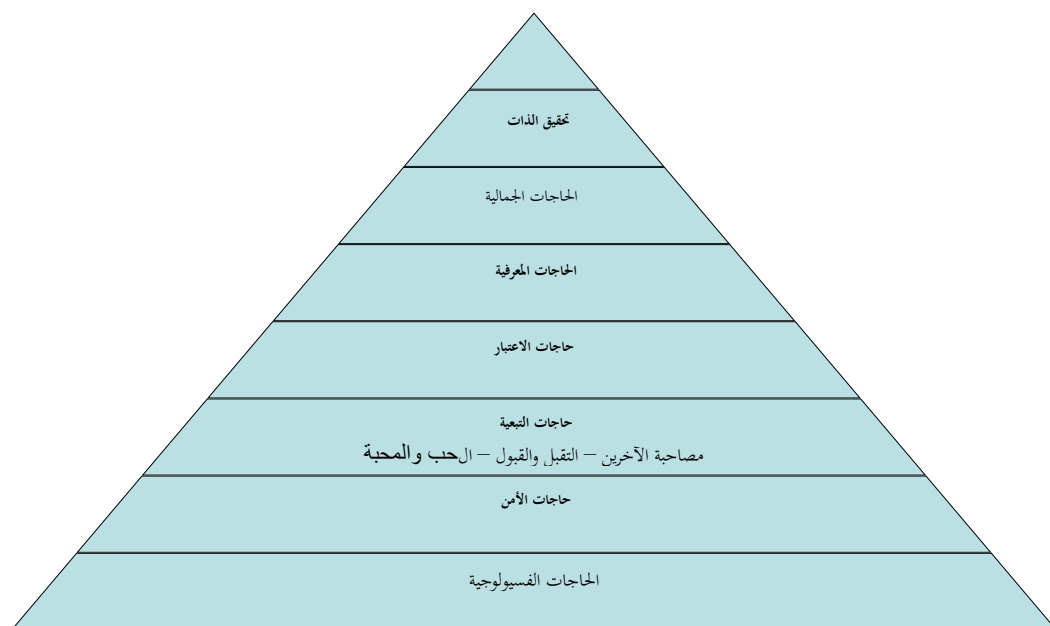 تحقيق الذات
الحاجات الجمالية
الحاجات المعرفية
حاجات الاعتبار
حاجات التبعية
مصاحبة الآخرين – التقبل والقبول – الحب والمحبة
حاجات الأمن
الحاجات الفسيولوجية